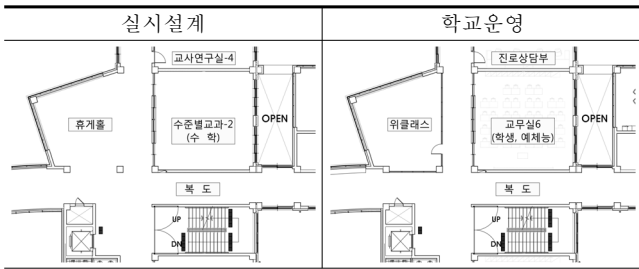 실시설계
학교운영
교사연구실-4
휴게홀
수준별교과-2
(수 학)
OPEN
복 도
UP
DN
진로상담부
위클래스
교무실6
(학생, 예체능)
OPEN
복 도
UP
DN